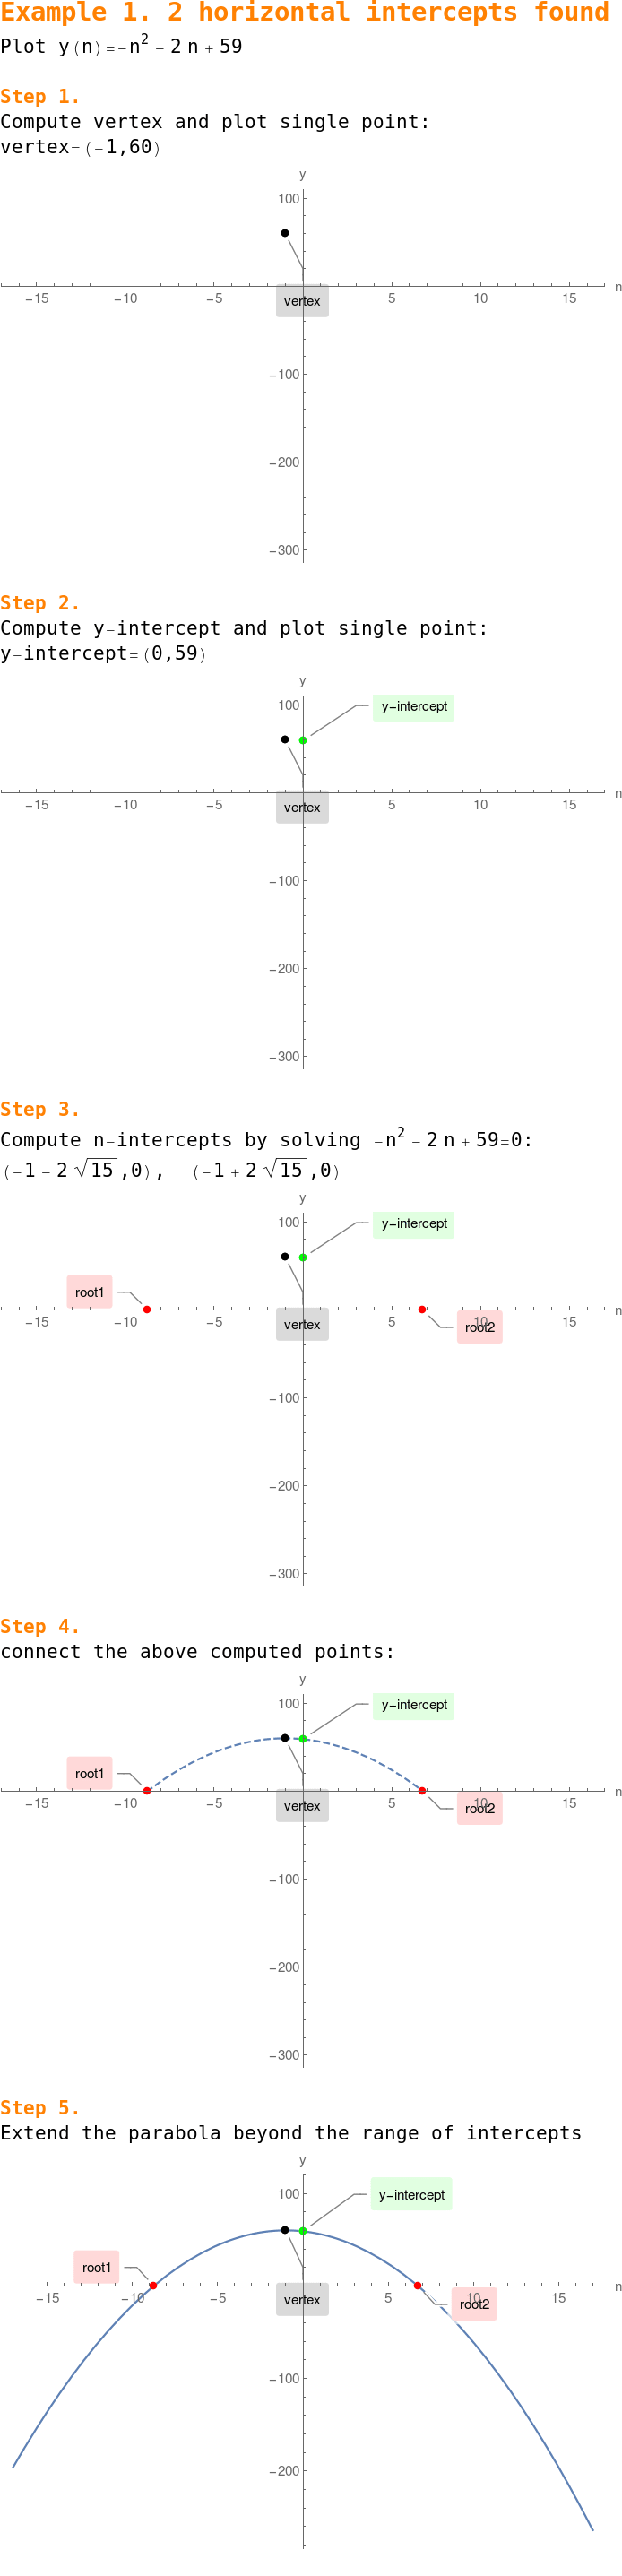 Example 1. 2 horizontal intercepts found
Plot y(n)=−n² − 2 n + 59
Step 1.
Compute vertex and plot single point:
vertex=(−1,60)
y
100
−15 −10 −5 5 10 15 n
vertex
−100
−200
−300
Step 2.
Compute y−intercept and plot single point:
y−intercept=(0,59)
y
100 y−intercept
−15 −10 −5 5 10 15 n
vertex
−100
−200
−300
Step 3.
Compute n−intercepts by solving −n² − 2 n + 59=0:
(−1 − 2 √15 ,0), (−1 + 2 √15 ,0)
y
100 y−intercept
root1
−15 −10 −5 5 10 15 n
vertex root2
−100
−200
−300
Step 4.
connect the above computed points:
y
100 y−intercept
root1
−15 −10 −5 5 10 15 n
vertex root2
−100
−200
−300
Step 5.
Extend the parabola beyond the range of intercepts
y
100 y−intercept
root1
−15 −10 −5 5 10 15 n
vertex root2
−100
−200